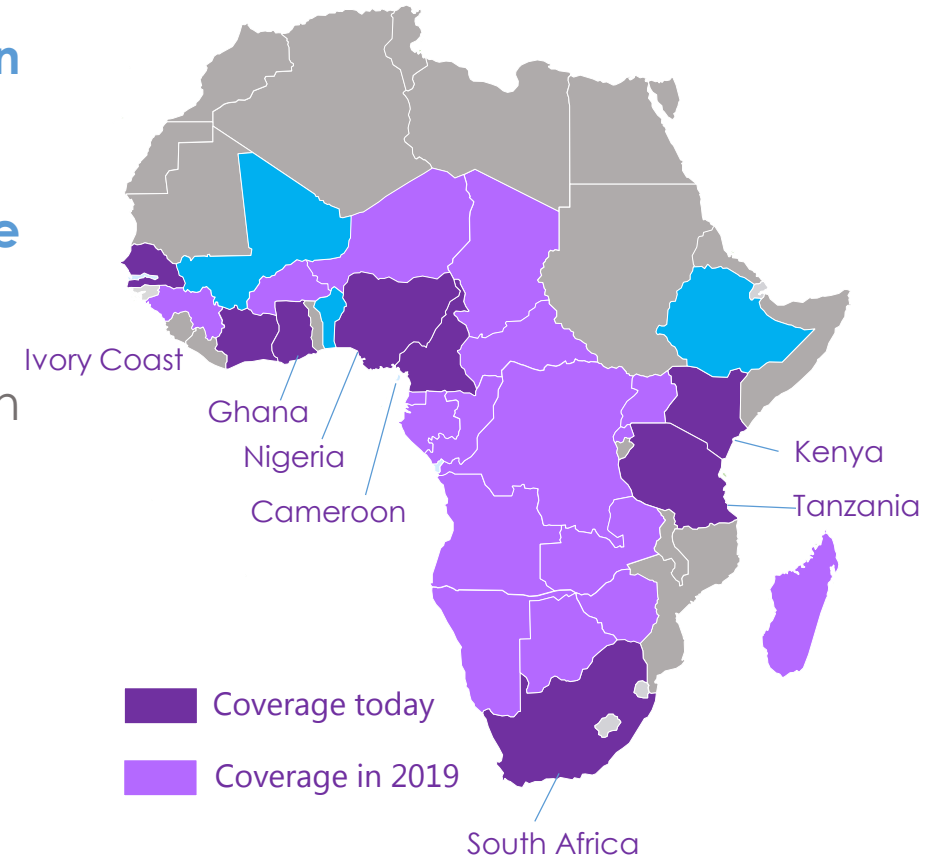 n
e
n
Ivory Coast
Ghana
Nigeria
Cameroon
Kenya
Tanzania
Coverage today
Coverage in 2019
South Africa